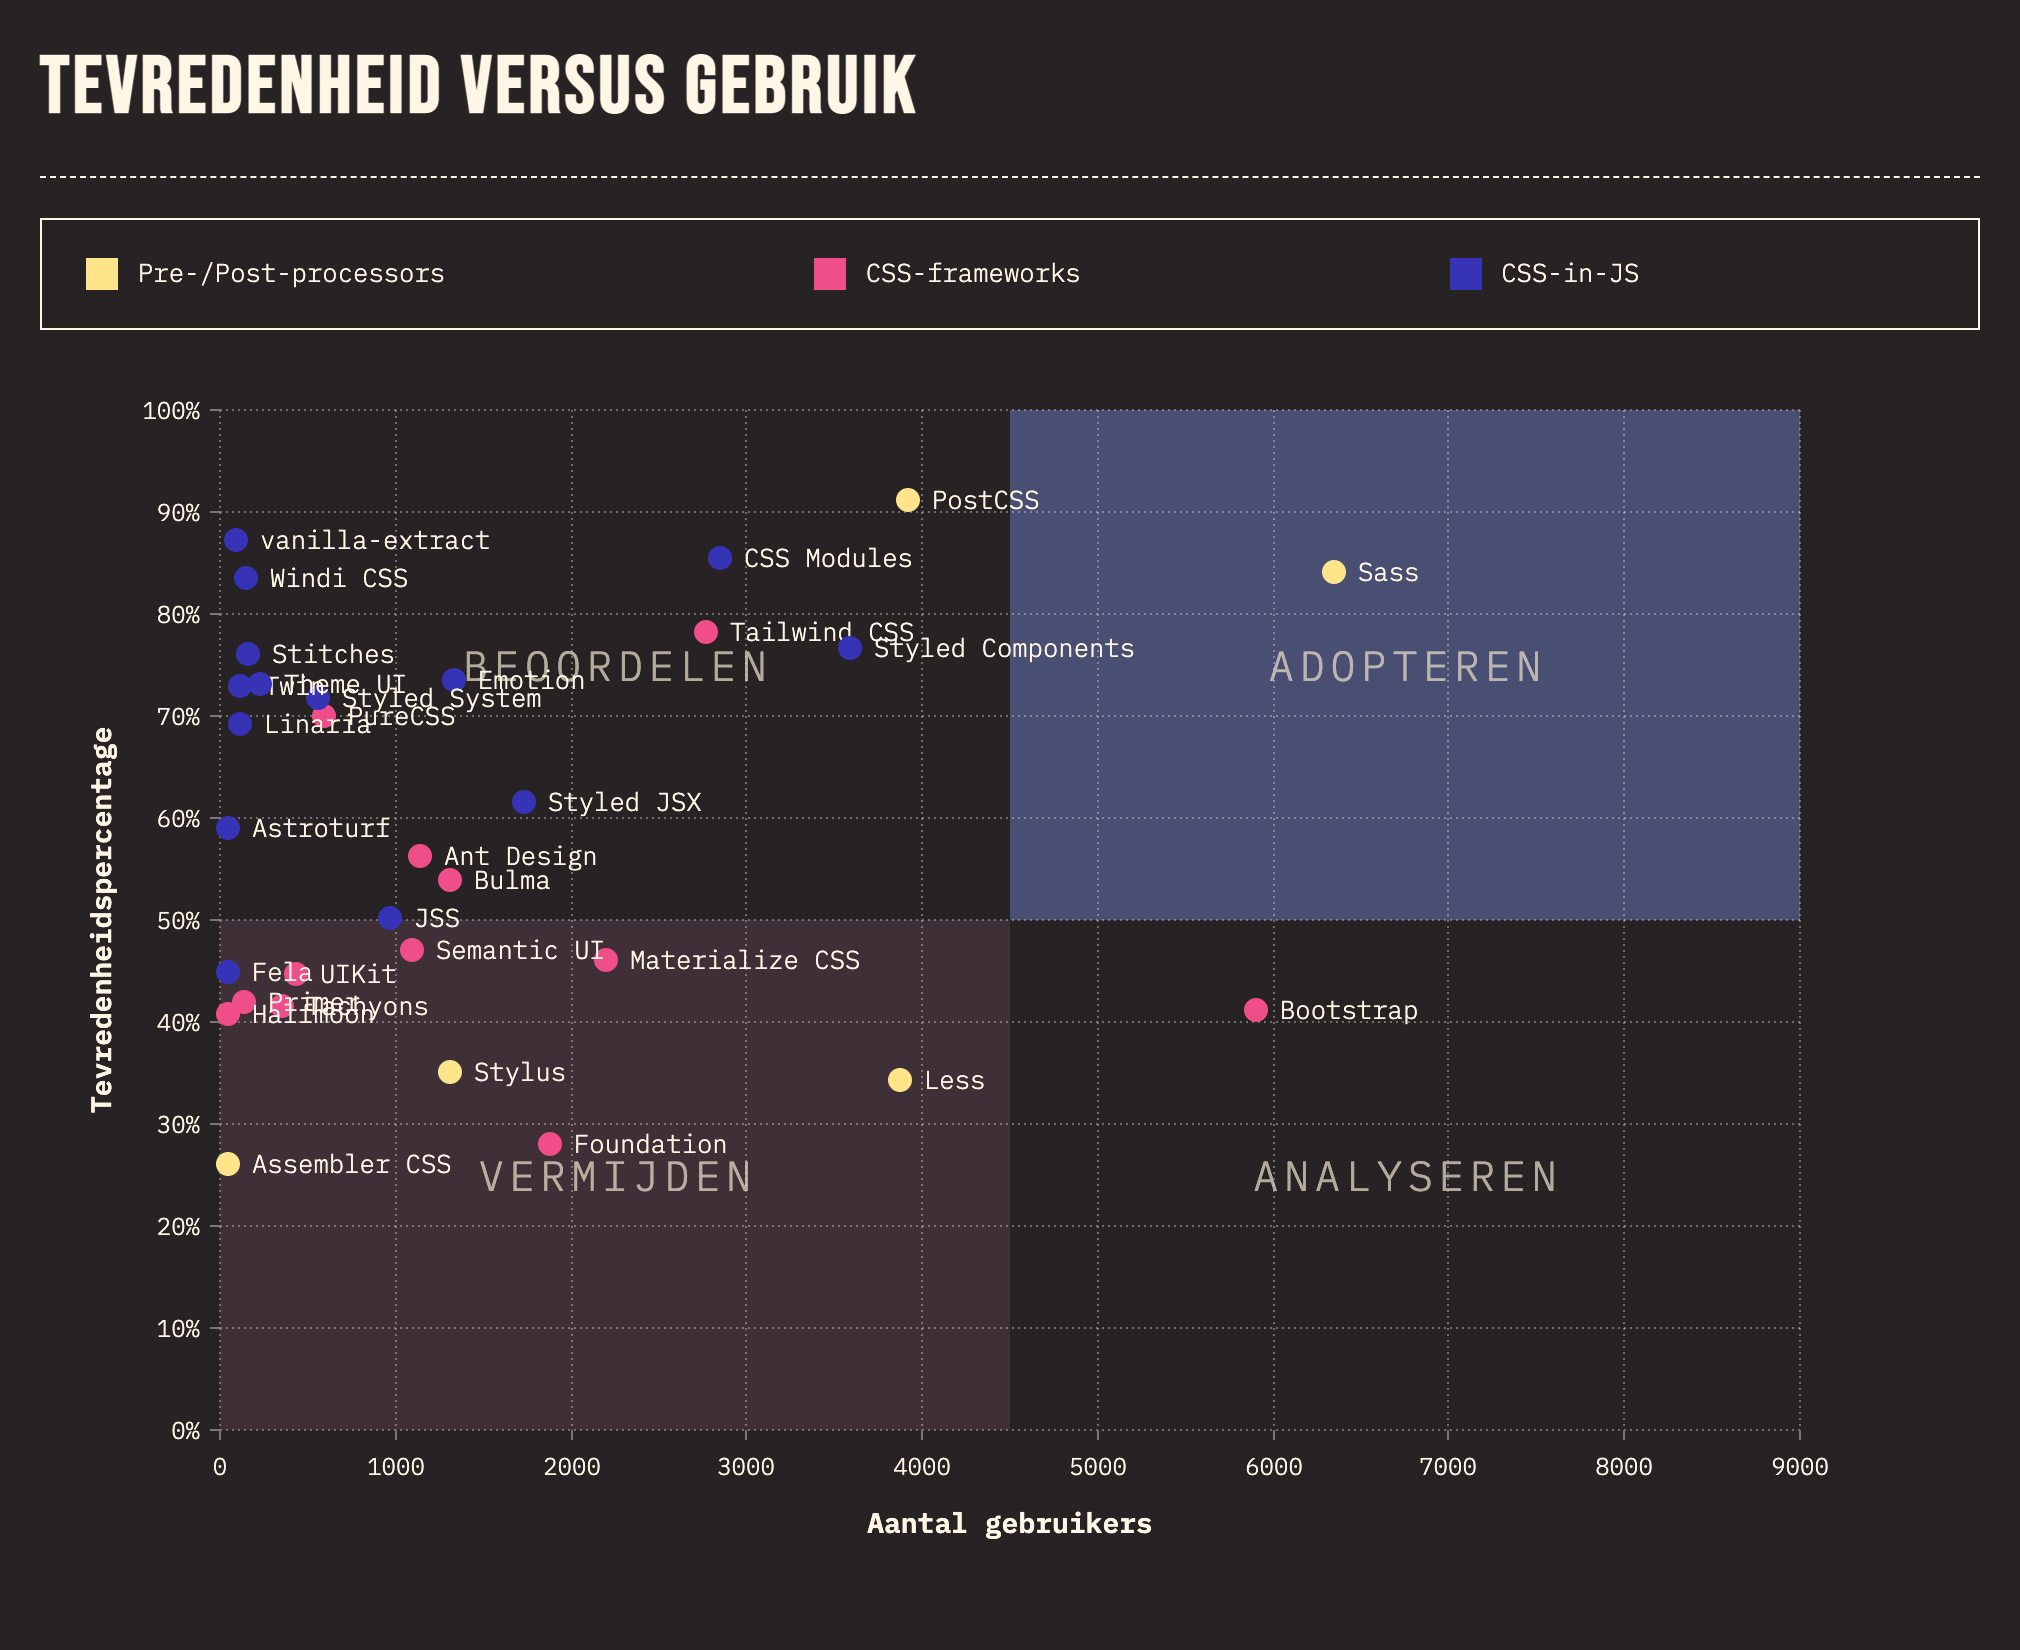 TEVREDENHEID VERSUS GEBRUIK
Pre-/Post-processors
CSS-frameworks
CSS-in-JS
100%
90%
80%
70%
60%
50%
40%
30%
20%
10%
0%
Tevredenheidspercentage
PostCSS
vanilla-extract
CSS Modules
Sass
Windi CSS
Tailwind CSS
Styled Components
Stitches
BEOORDELEN
ADOPTEREN
Twin
Theme UI
Emotion
Styled System
PureCSS
Linaria
Styled JSX
Astroturf
Ant Design
Bulma
JSS
Semantic UI
Materialize CSS
Fela
UIKit
Primer
Tachyons
Halfmoon
Bootstrap
Stylus
Less
Foundation
Assembler CSS
VERMIJDEN
ANALYSEREN
0
1000
2000
3000
4000
5000
6000
7000
8000
9000
Aantal gebruikers